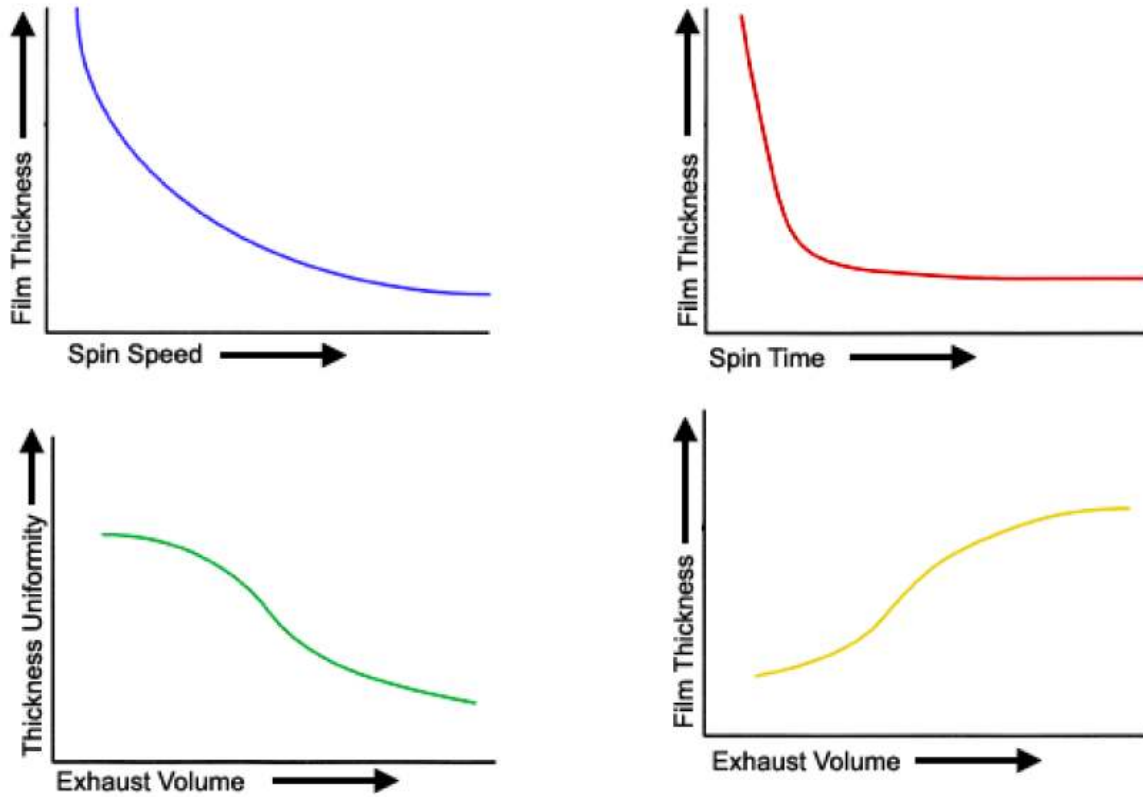 Film Thickness
Spin Speed
Film Thickness
Spin Time
Thickness Uniformity
Exhaust Volume
Film Thickness
Exhaust Volume